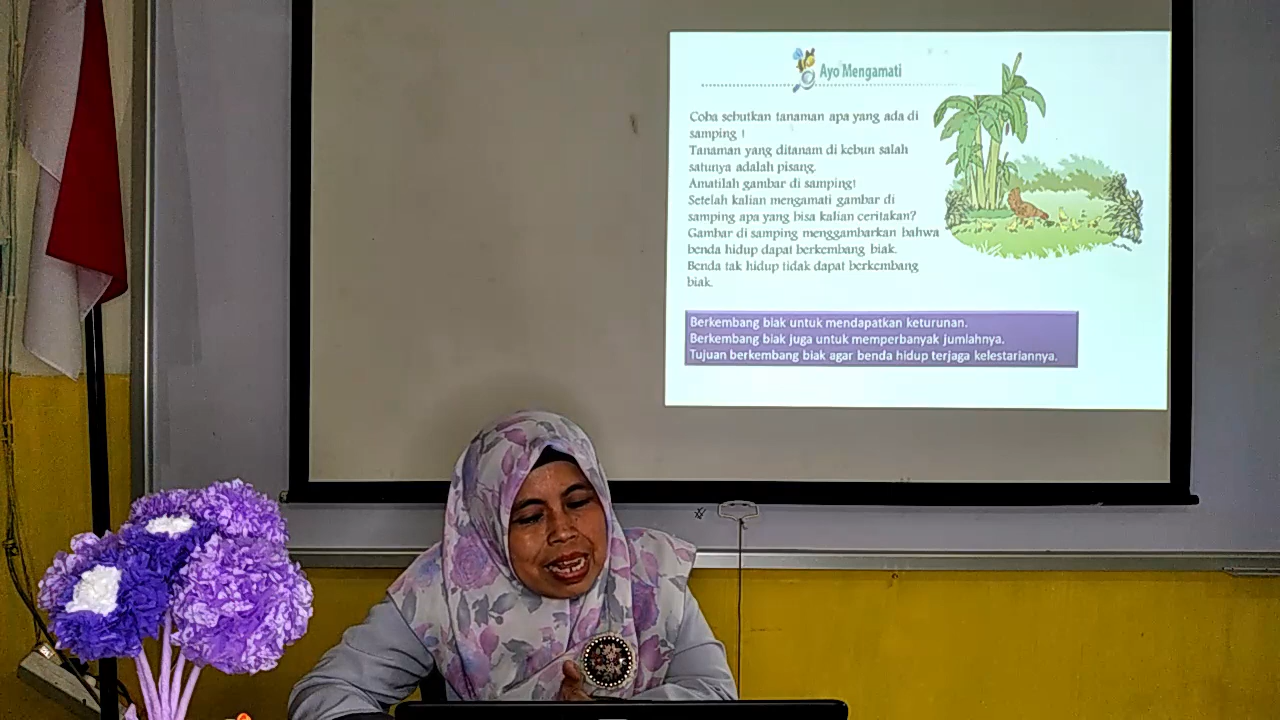 Ayo Mengamati
Coba sebutkan tanaman apa yang ada di
samping !
Tanaman yang ditanam di kebun salah
satunya adalah pisang.
Amatilah gambar di samping!
Setelah kalian mengamati gambar di
samping apa yang bisa kalian ceritakan?
Gambar di samping menggambarkan bahwa
benda hidup dapat berkembang biak.
Benda tak hidup tidak dapat berkembang
biak.
Berkembang biak untuk mendapatkan keturunan.
Berkembang biak juga untuk memperbanyak jumlahnya.
Tujuan berkembang biak agar benda hidup terjaga kelestariannya.